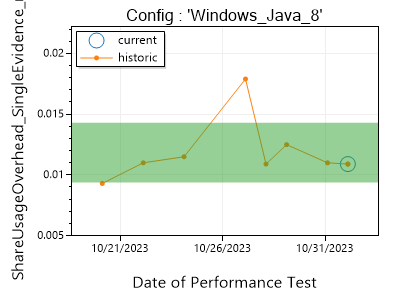 Config : 'Windows_Java_8'
current
historic
0.02
0.015
0.01
0.005
10/21/2023
10/26/2023
10/31/2023
Date of Performance Test
ShareUsageOverhead_SingleEvidence_